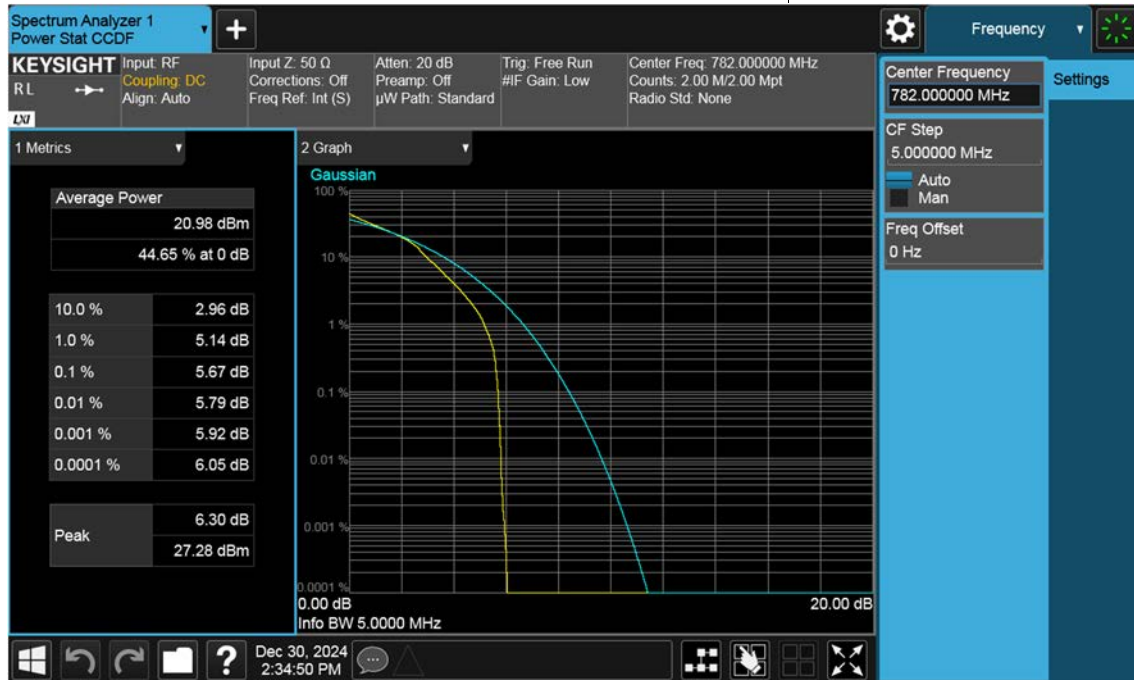 Spectrum Analyzer 1
Power Stat CCDF
Frequency
KEYSIGHT
RL
LXI
Input: RF
Coupling: DC
Align: Auto
Input Z: 50 Ω
Corrections: Off
Freq Ref: Int (S)
Atten: 20 dB
Preamp: Off
µW Path: Standard
Trig: Free Run
#IF Gain: Low
Center Freq: 782.000000 MHz
Counts: 2.00 M/2.00 Mpt
Radio Std: None
Center Frequency
782.000000 MHz
Settings
CF Step
5.000000 MHz
Auto
Man
Freq Offset
0 Hz
1 Metrics
Average Power
20.98 dBm
44.65 % at 0 dB
10.0 % 2.96 dB
1.0 % 5.14 dB
0.1 % 5.67 dB
0.01 % 5.79 dB
0.001 % 5.92 dB
0.0001 % 6.05 dB
Peak
6.30 dB
27.28 dBm
2 Graph
Gaussian
100 %
10 %
1 %
0.1 %
0.01 %
0.001 %
0.0001 %
0.00 dB 20.00 dB
Info BW 5.0000 MHz
?
Dec 30, 2024
2:34:50 PM